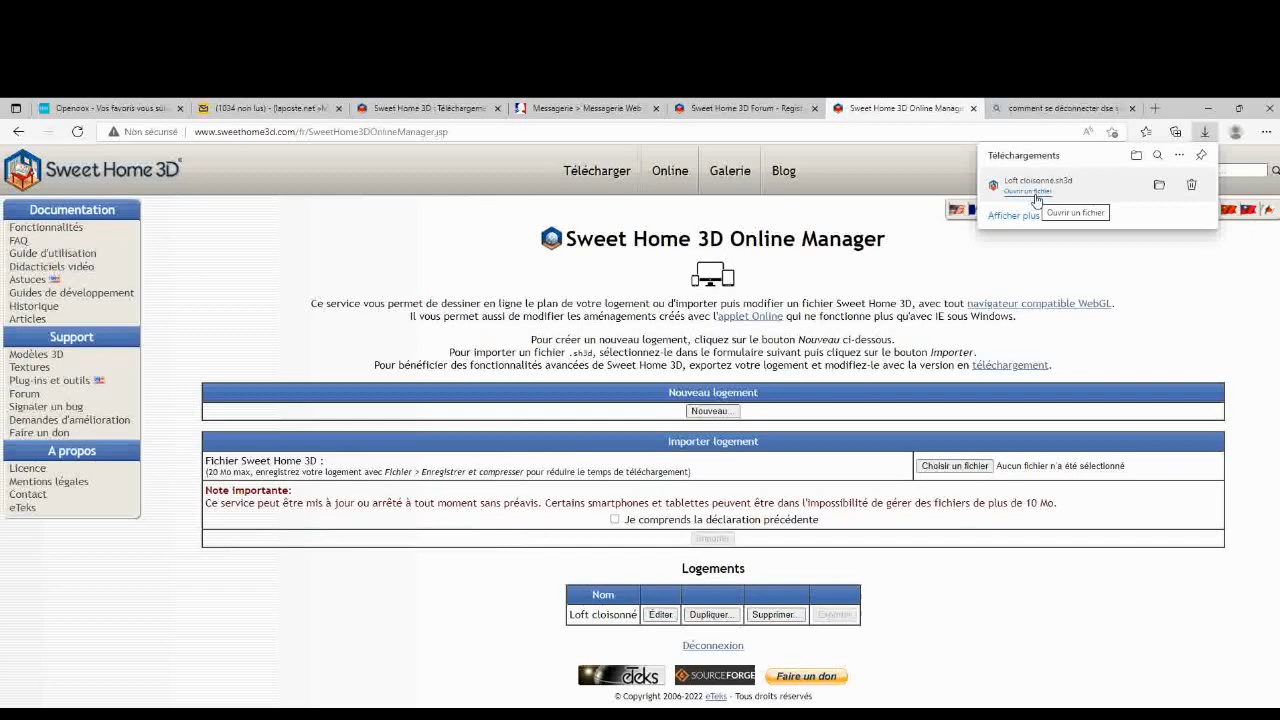 Openoox - Vos favoris vous sui
(1034 non lus) - [laposte.net »M
Sweet Home 3D : Téléchargeme
Messagerie > Messagerie Web
Sweet Home 3D Forum - Regist
Sweet Home 3D Online Manage
comment se déconnecter dse s
Non sécurisé
www.sweethome3d.com/fr/SweetHome3DOnlineManager.jsp
Sweet Home 3D
Télécharger
Online
Galerie
Blog
Téléchargements
Loft cloisonné.sh3d
Ouvrir un fichier
Afficher plus
Ouvrir un fichier
Documentation
Fonctionnalités
FAQ
Guide d'utilisation
Didacticiels vidéo
Astuces
Guides de développement
Historique
Articles
Support
Modèles 3D
Textures
Plug-ins et outils
Forum
Signaler un bug
Demandes d'amélioration
Faire un don
A propos
Licence
Mentions légales
Contact
eTeks
Sweet Home 3D Online Manager
Ce service vous permet de dessiner en ligne le plan de votre logement ou d'importer puis modifier un fichier Sweet Home 3D, avec tout navigateur compatible WebGL.
Il vous permet aussi de modifier les aménagements créés avec l'applet Online qui ne fonctionne plus qu'avec IE sous Windows.
Pour créer un nouveau logement, cliquez sur le bouton Nouveau ci-dessous.
Pour importer un fichier .sh3d, sélectionnez-le dans le formulaire suivant puis cliquez sur le bouton Importer.
Pour bénéficier des fonctionnalités avancées de Sweet Home 3D, exportez votre logement et modifiez-le avec la version en téléchargement.
Nouveau logement
Nouveau...
Importer logement
Fichier Sweet Home 3D :
(20 Mo max, enregistrez votre logement avec Fichier > Enregistrer et compresser pour réduire le temps de téléchargement)
Choisir un fichier Aucun fichier n'a été sélectionné
Note importante:
Ce service peut être mis à jour ou arrêté à tout moment sans préavis. Certains smartphones et tablettes peuvent être dans l'impossibilité de gérer des fichiers de plus de 10 Mo.
Je comprends la déclaration précédente
Importer
Logements
Nom
Loft cloisonné Éditer Dupliquer... Supprimer... Exporter
Déconnexion
eTeks
SOURCEFORGE
Faire un don
© Copyright 2006-2022 eTeks - Tous droits réservés